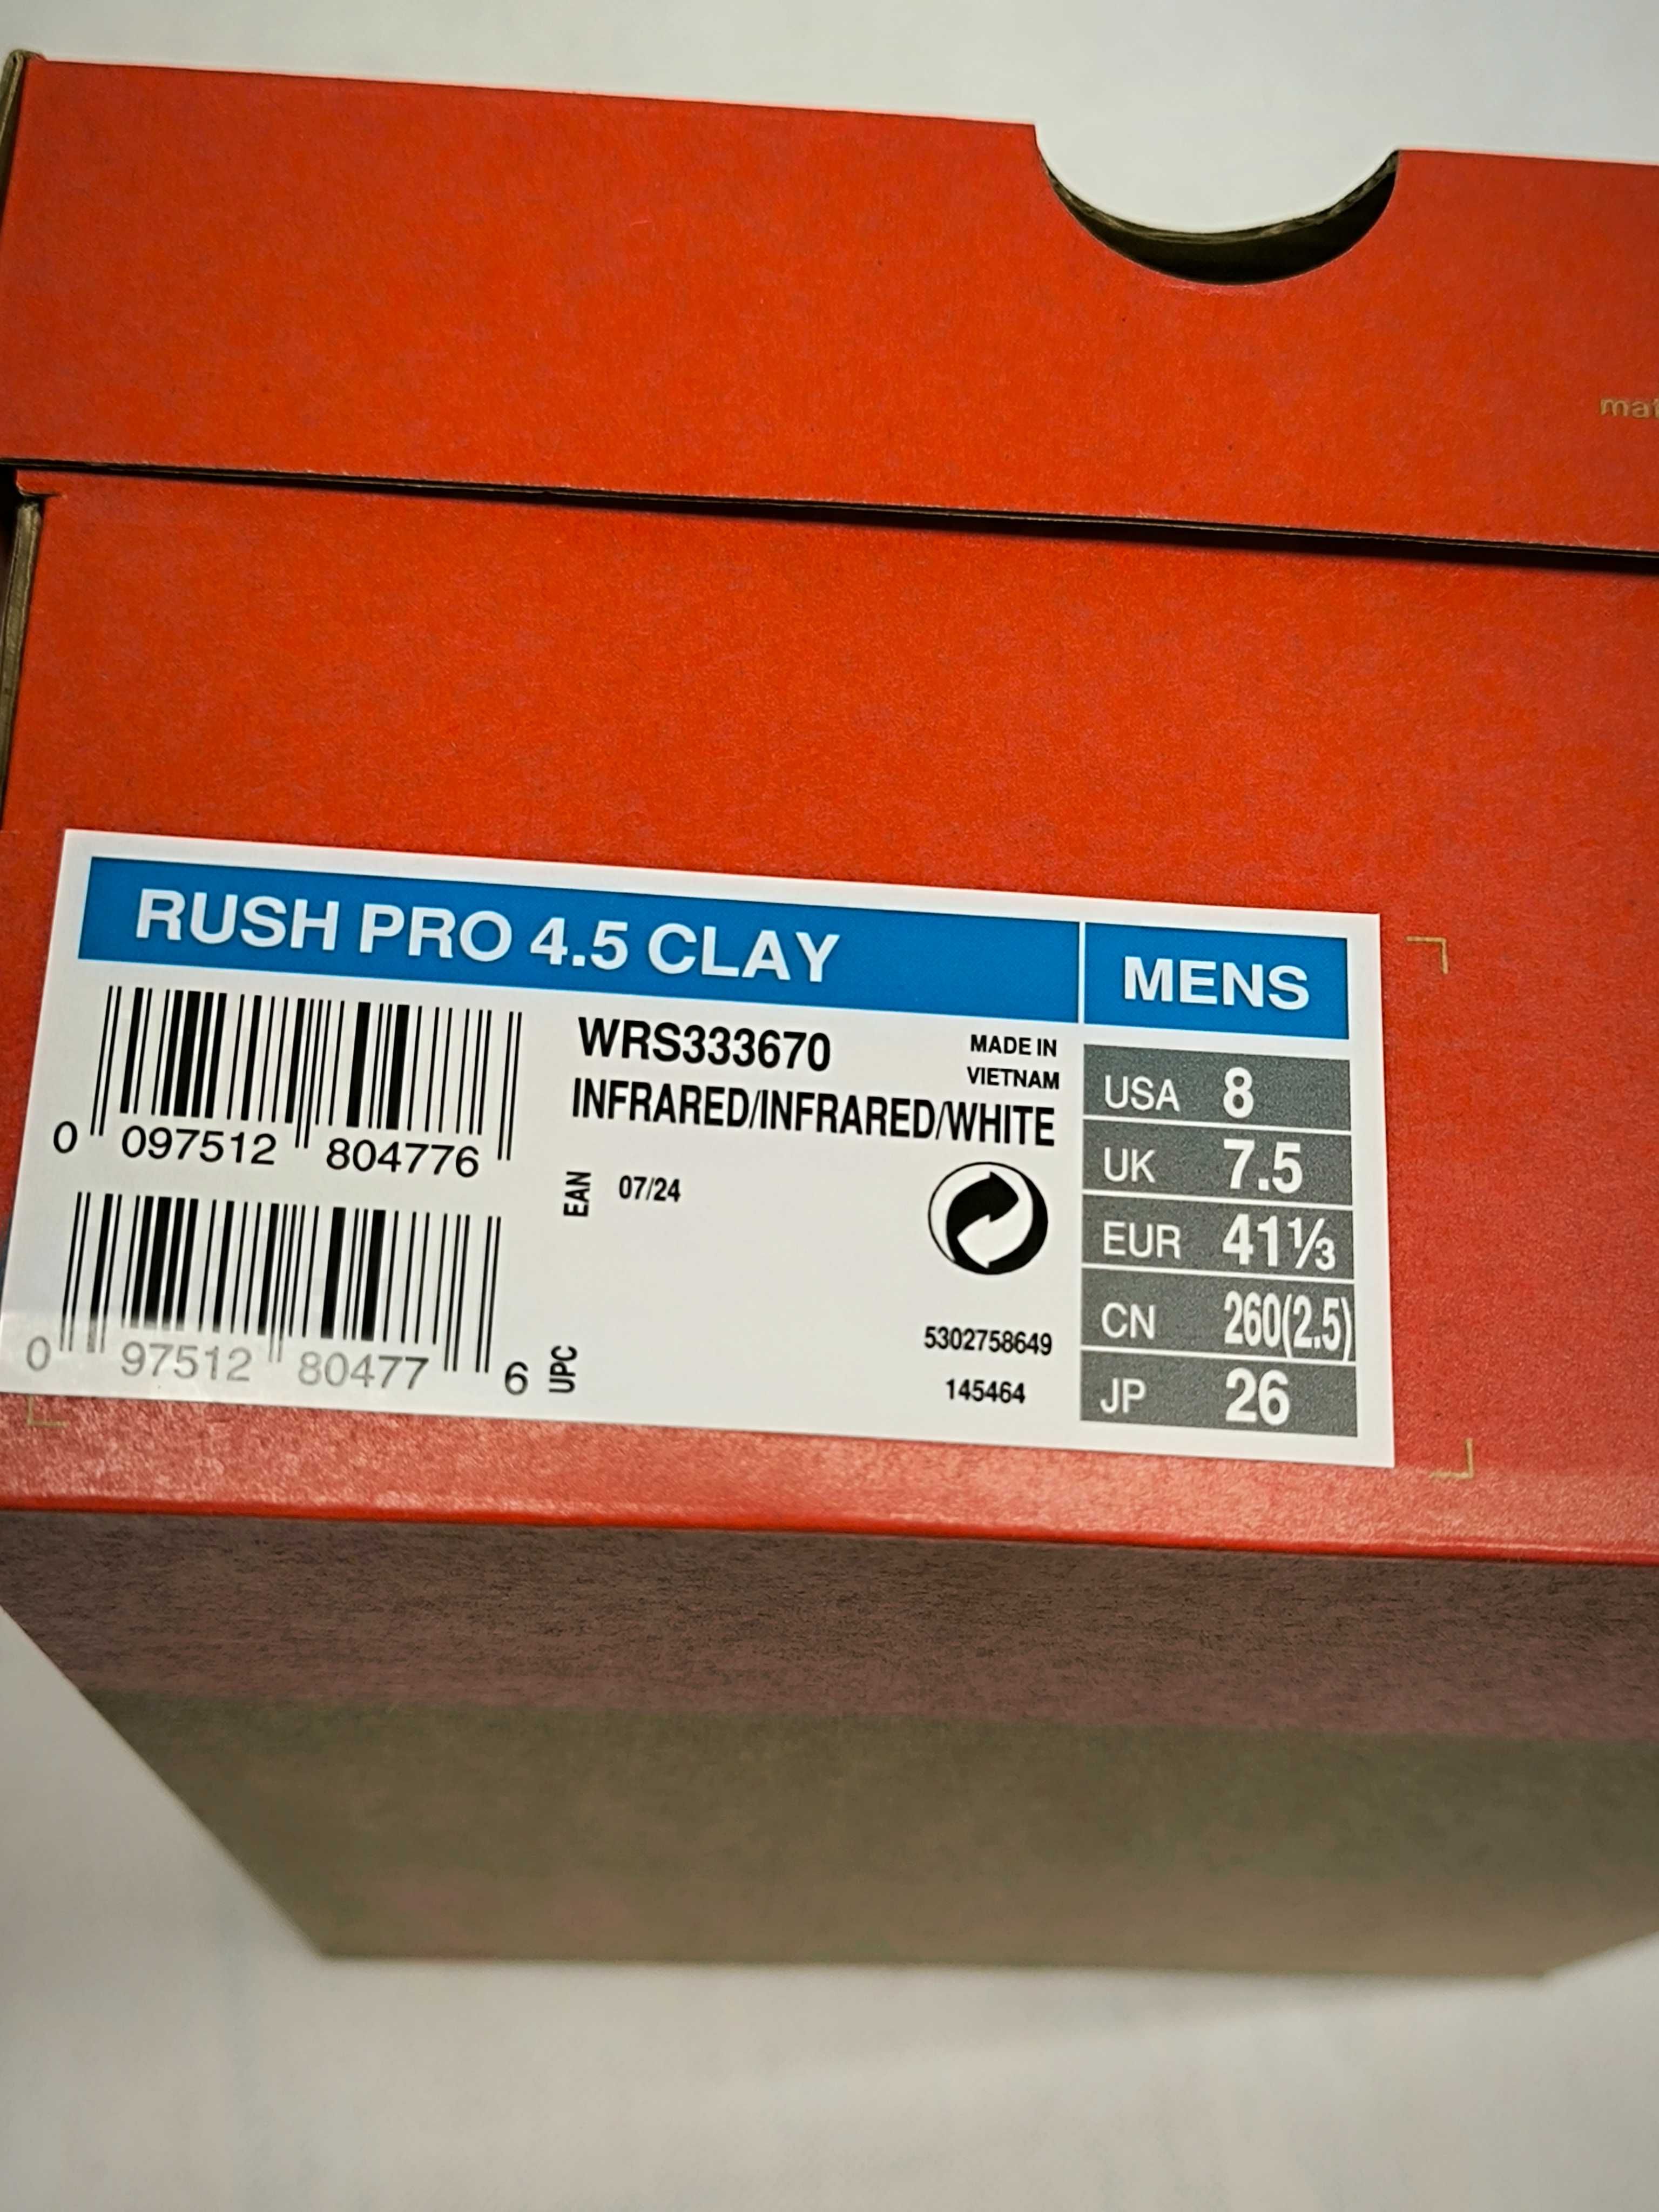 mat
RUSH PRO 4.5 CLAY
MENS
0 097512 804776
EAN
WRS333670
MADE IN
VIETNAM
INFRARED/INFRARED/WHITE
07/24
0 97512 80477 6
UPC
5302758649
145464
USA 8
UK 7.5
EUR 41⅓
CN 260(2.5)
JP 26